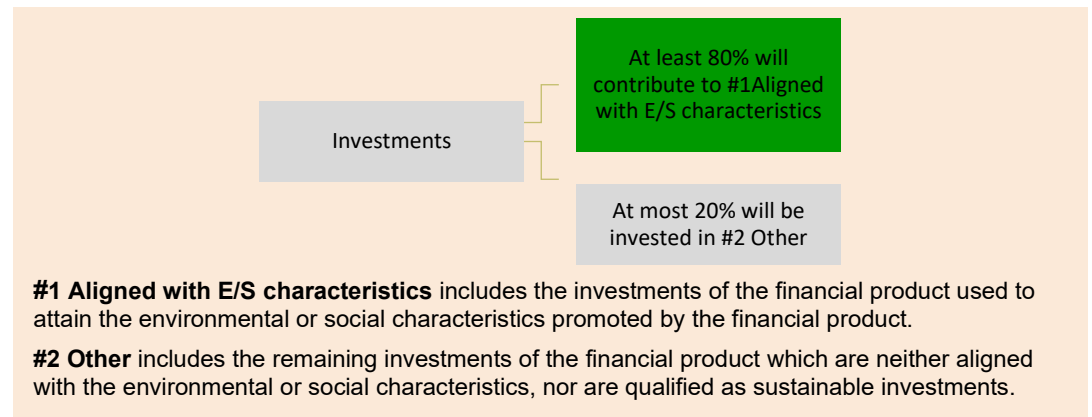 At least 80% will
contribute to #1Aligned
with E/S characteristics
Investments
At most 20% will be
invested in #2 Other
#1 Aligned with E/S characteristics includes the investments of the financial product used to
attain the environmental or social characteristics promoted by the financial product.
#2 Other includes the remaining investments of the financial product which are neither aligned
with the environmental or social characteristics, nor are qualified as sustainable investments.